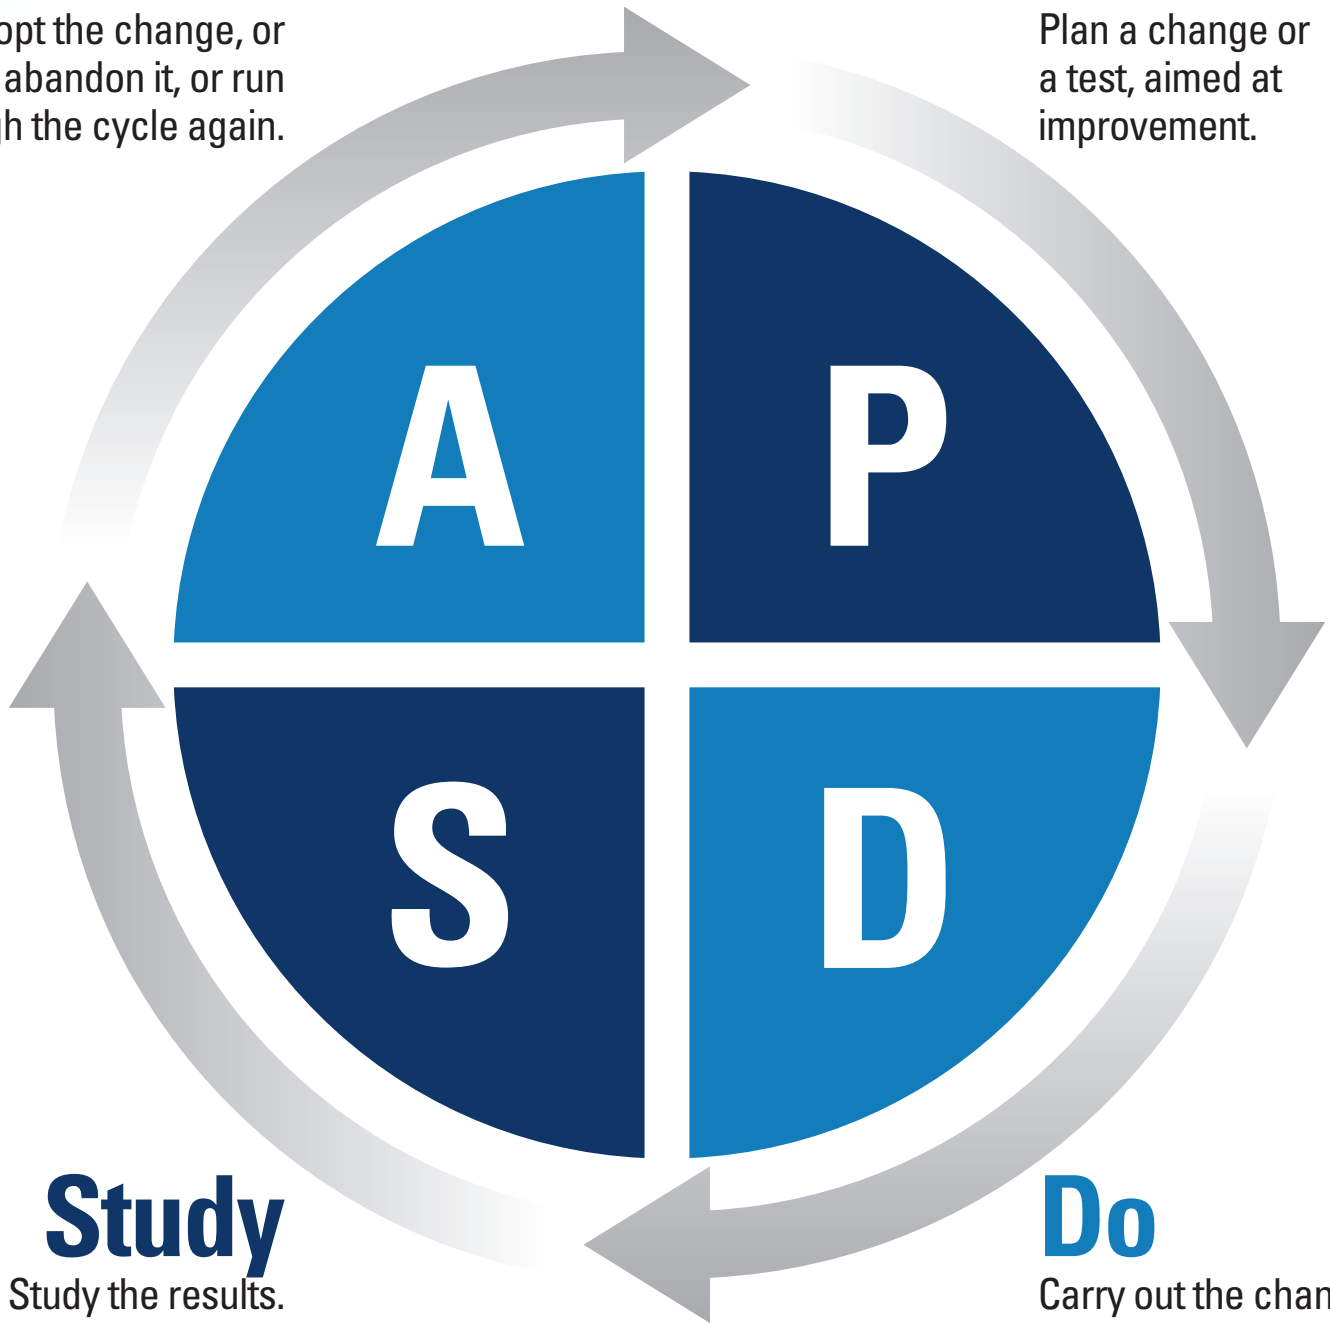 opt the change, or
abandon it, or run
h the cycle again.
Plan a change or
a test, aimed at
improvement.
A
P
S
D
Study
Study the results.
Do
Carry out the chan